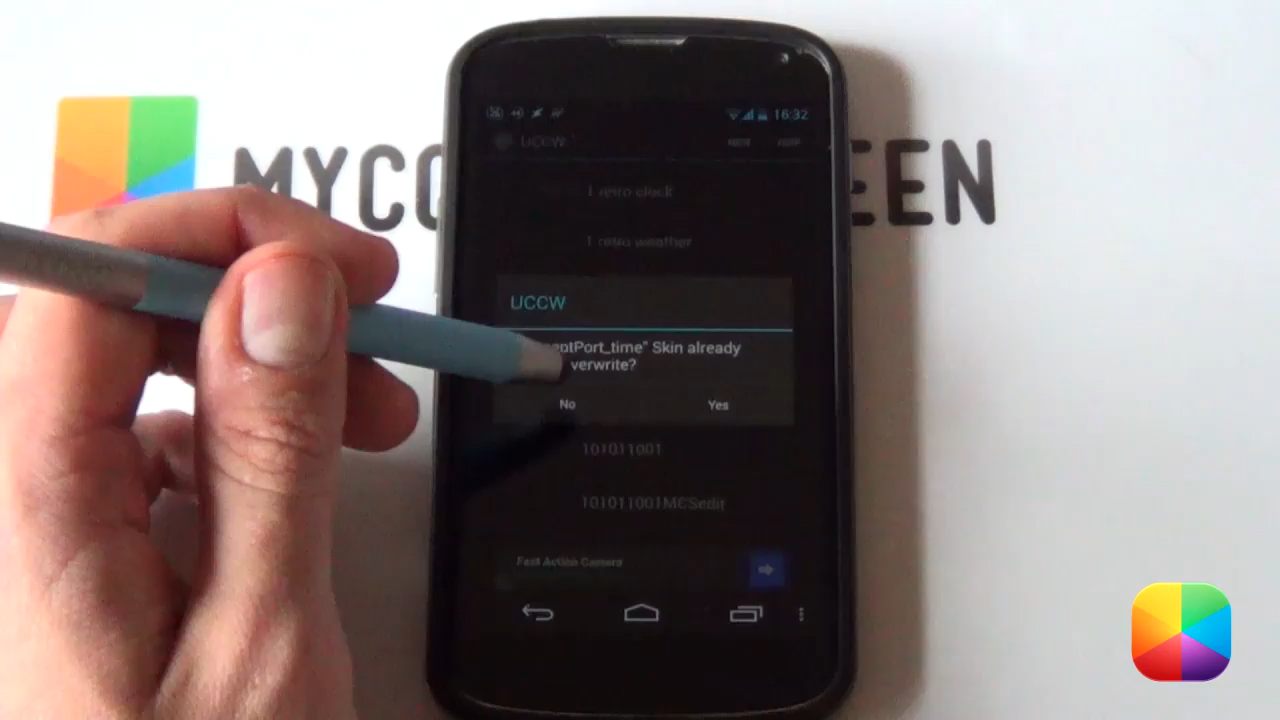 MYCO EEN
16:32
UCCW
1 retro clock
1 retro weather
UCCW
eptPort_time" Skin already
verwrite?
No Yes
101011001
101011001MCSedit
Fast Action Camera